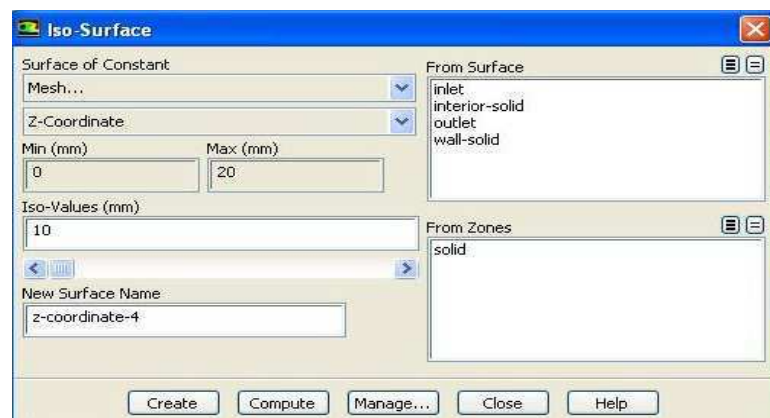 Iso-Surface
Surface of Constant
Mesh...
Z-Coordinate
Min (mm) Max (mm)
0 20
Iso-Values (mm)
10
New Surface Name
z-coordinate-4
From Surface
inlet
interior-solid
outlet
wall-solid
From Zones
solid
Create Compute Manage... Close Help